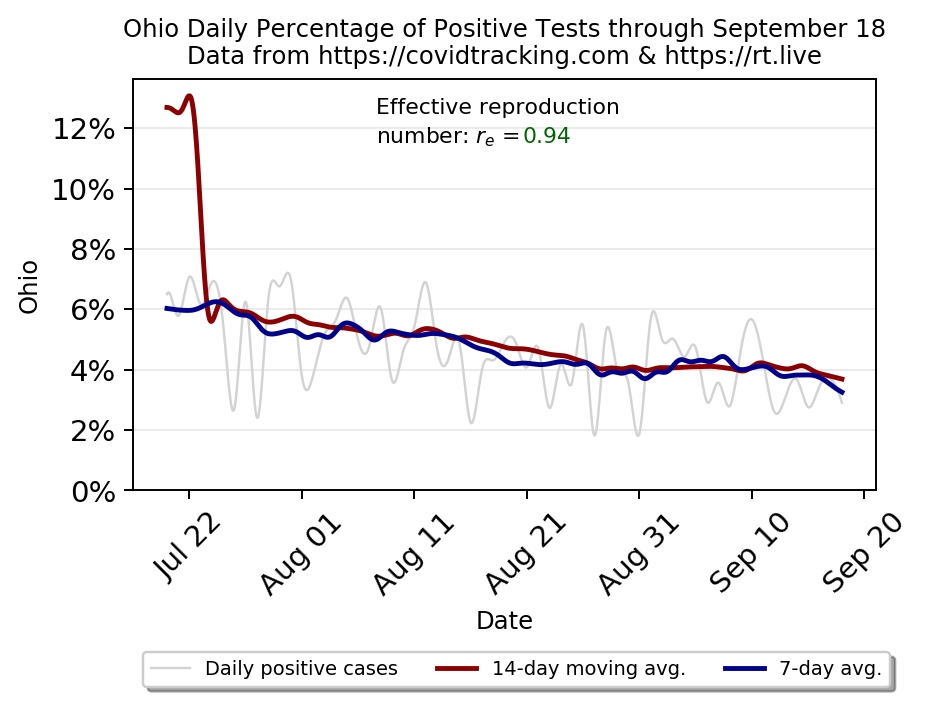 Ohio Daily Percentage of Positive Tests through September 18
Data from https://covidtracking.com & https://rt.live
Effective reproduction
number: rₑ =0.94
12%
10%
8%
6%
4%
2%
0%
Ohio
Jul 22
Aug 01
Aug 11
Aug 21
Aug 31
Sep 10
Sep 20
Date
Daily positive cases
14-day moving avg.
7-day avg.